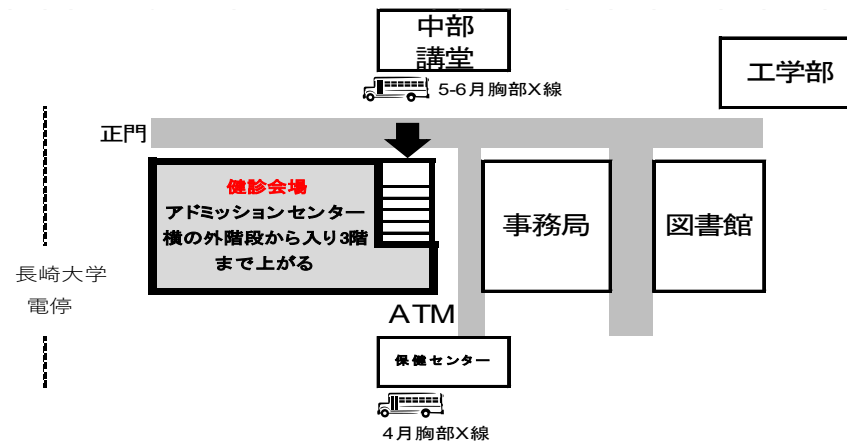 中部
講堂
5-6月胸部X線
工学部
正門
健診会場
アドミッションセンター
横の外階段から入り3階
まで上がる
事務局
図書館
長崎大学
電停
ATM
保健センター
4月胸部X線